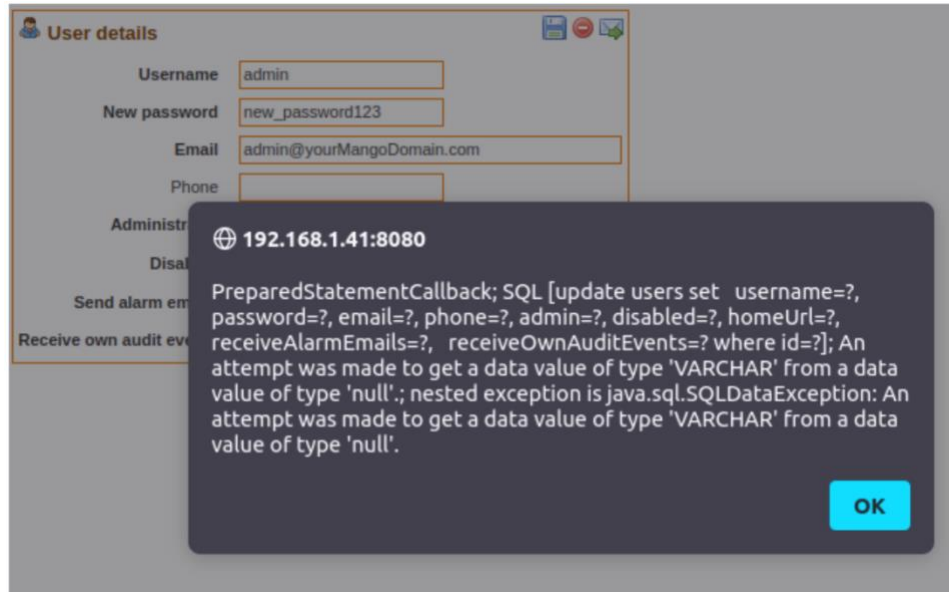 User details
Username admin
New password new_password123
Email admin@yourMangoDomain.com
Phone
Administr
Disa
Send alarm em
Receive own audit ev
192.168.1.41:8080
PreparedStatementCallback; SQL [update users set username=?,
password=?, email=?, phone=?, admin=?, disabled=?, homeUrl=?,
receiveAlarmEmails=?, receiveOwnAuditEvents=? where id=?]; An
attempt was made to get a data value of type 'VARCHAR' from a data
value of type 'null'.; nested exception is java.sql.SQLDataException: An
attempt was made to get a data value of type 'VARCHAR' from a data
value of type 'null'.
OK